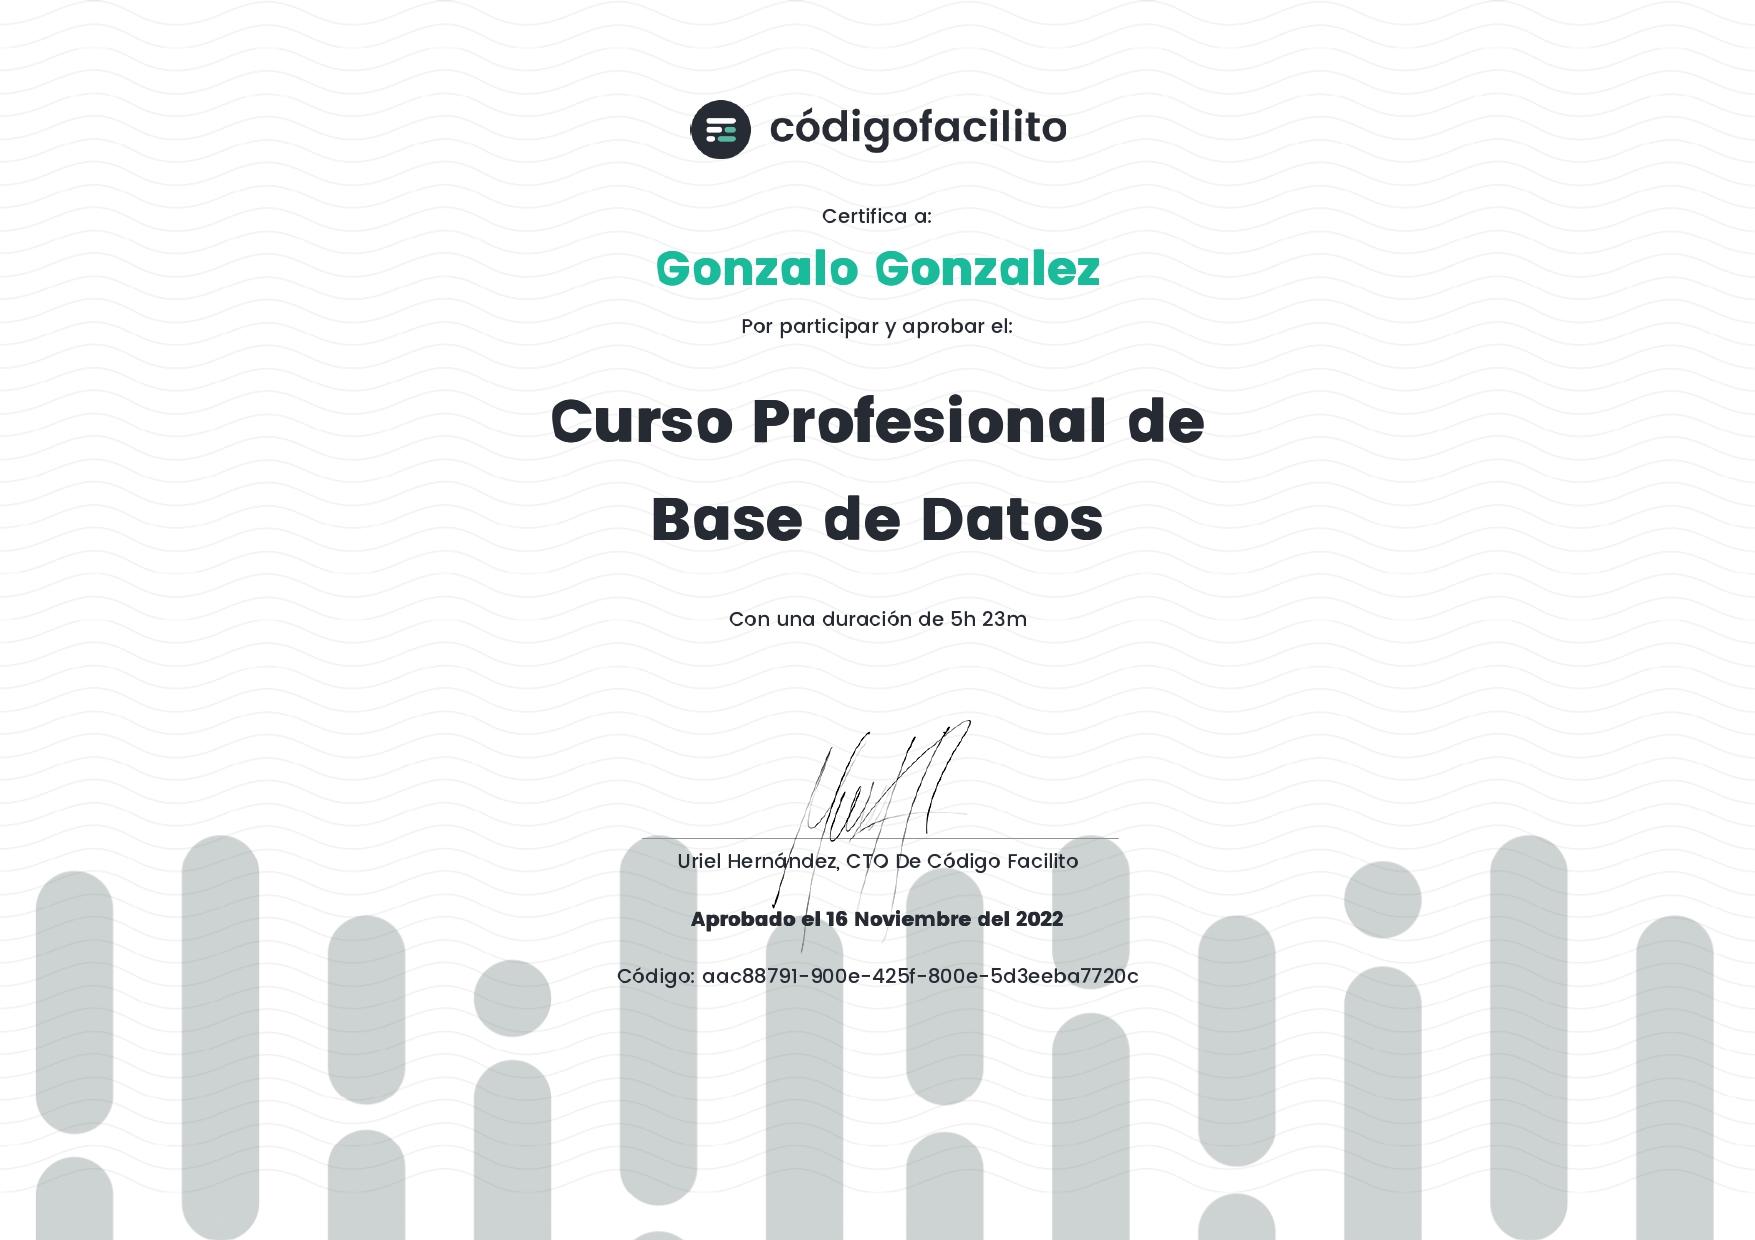 códigofacilito
Certifica a:
Gonzalo Gonzalez
Por participar y aprobar el:
Curso Profesional de
Base de Datos
Con una duración de 5h 23m
Uriel Hernández, CTO De Código Facilito
Aprobado el 16 Noviembre del 2022
Código: aac88791-900e-425f-800e-5d3eeba7720c